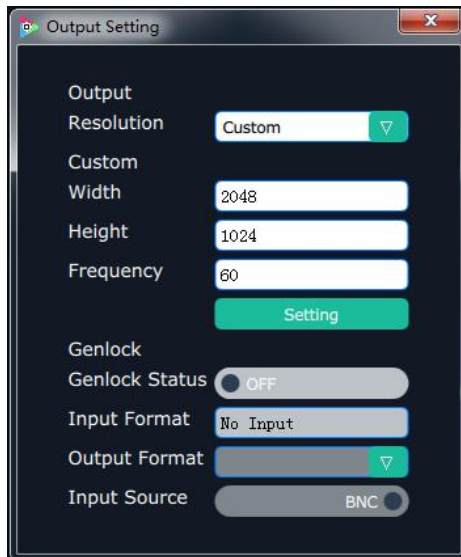 Output Setting
Output
Resolution Custom
Custom
Width 2048
Height 1024
Frequency 60
Setting
Genlock
Genlock Status OFF
Input Format No Input
Output Format
Input Source BNC